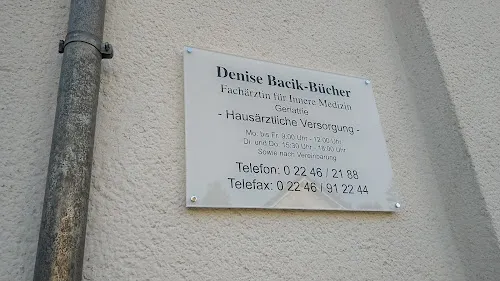 Denise Bacik-Bücher
Fachärztin für Innere Medizin
Geriatrie
- Hausärztliche Versorgung -
Mo. bis Fr. 9:00 Uhr - 12:00 Uhr
Di. und Do. 15:30 Uhr - 18:00 Uhr
Sowie nach Vereinbarung
Telefon: 0 22 46 / 21 88
Telefax: 0 22 46 / 91 22 44